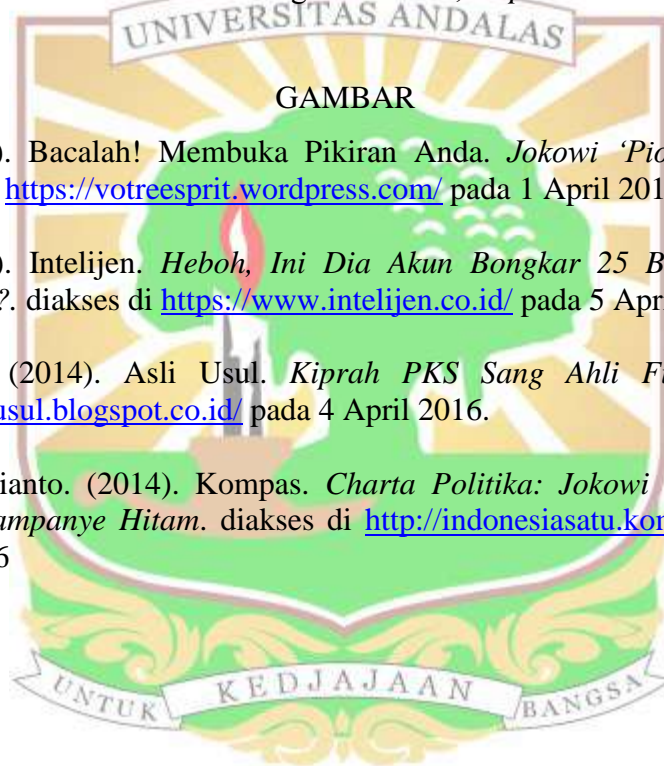 UNIVERSITAS ANDALAS
GAMBAR
). Bacalah! Membuka Pikiran Anda. Jokowi ‘Pio
https://votreesprit.wordpress.com/ pada 1 April 201
). Intelijen. Heboh, Ini Dia Akun Bongkar 25 B
?. diakses di https://www.intelijen.co.id/ pada 5 Apr
(2014). Asli Usul. Kiprah PKS Sang Ahli Fi
usul.blogspot.co.id/ pada 4 April 2016.
ianto. (2014). Kompas. Charta Politika: Jokowi
ampanye Hitam. diakses di http://indonesiasatu.kon
6
UNTUK KEDJAJAAN BANGSA